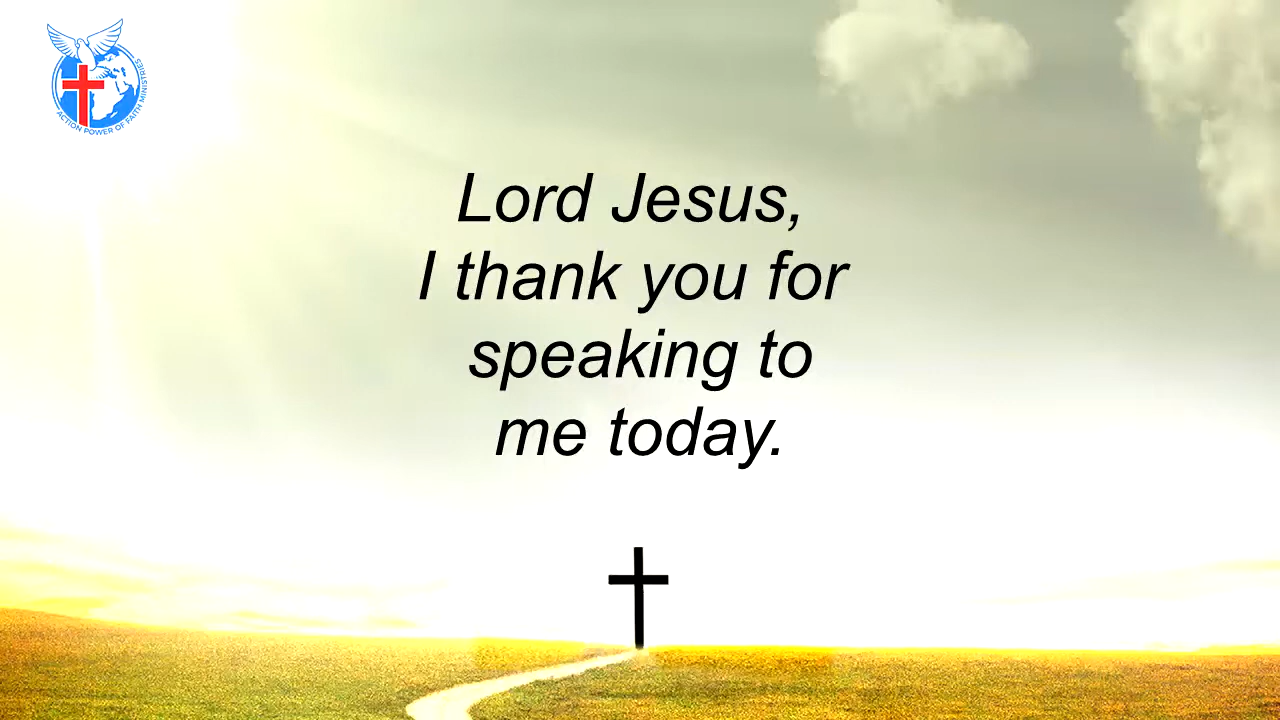 ACTION POWER OF FAITH MINISTRIES
Lord Jesus,
I thank you for
speaking to
me today.